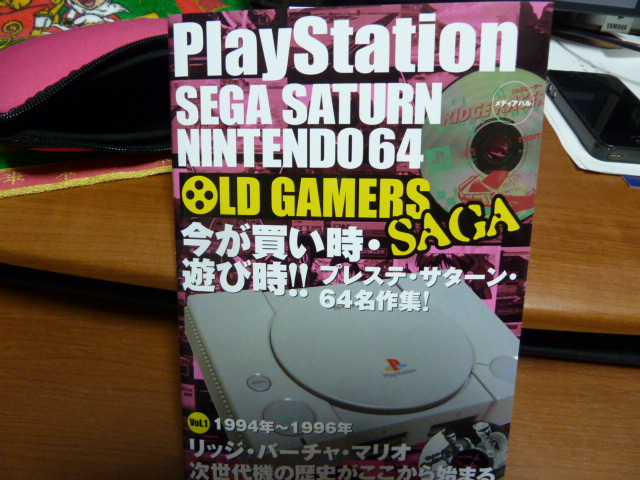 PlayStation
SEGA SATURN
NINTENDO64
OLD GAMERS
SAGA
今が買い時・
遊び時!!
プレステ・サターン・
64名作集!
メディアパル
RIDGE
PlayStation
Vol.1
1994年～1996年
リッジ・バーチャ・マリオ
次世代機の歴史がここから始まる
YAMAHA